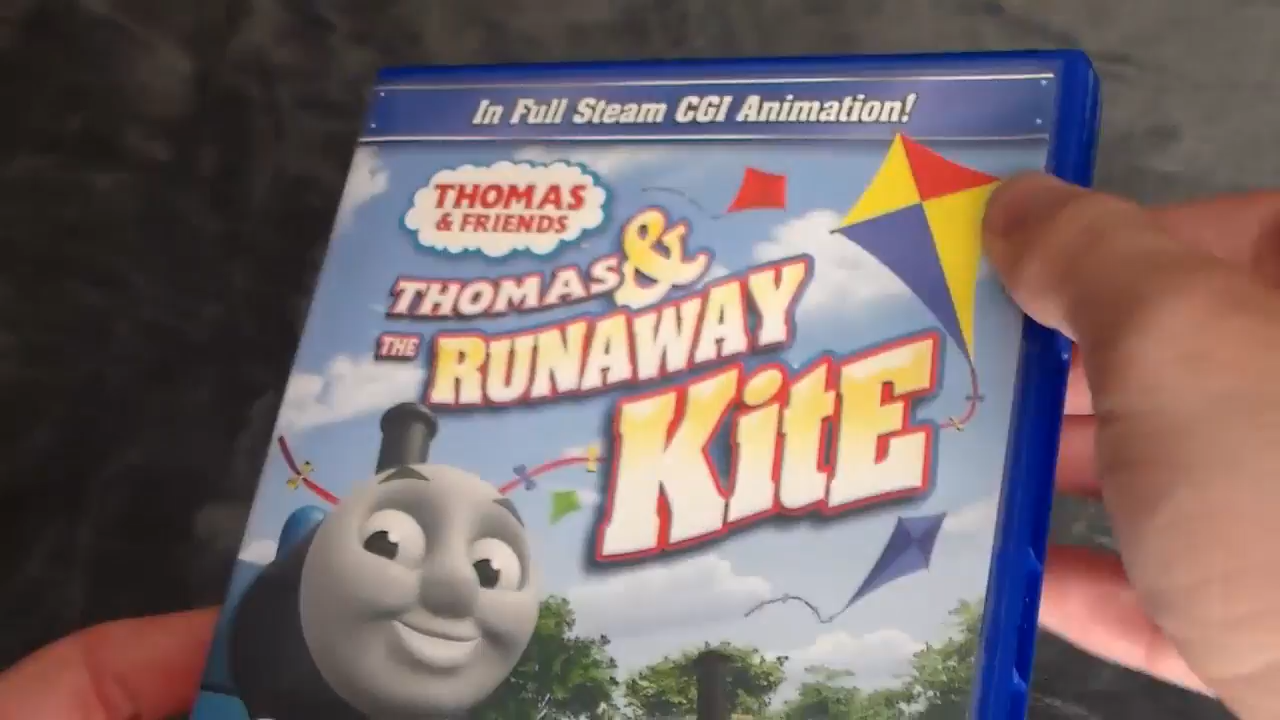 In Full Steam CGI Animation!
THOMAS
& FRIENDS
THOMAS &
THE RUNAWAY
KitE